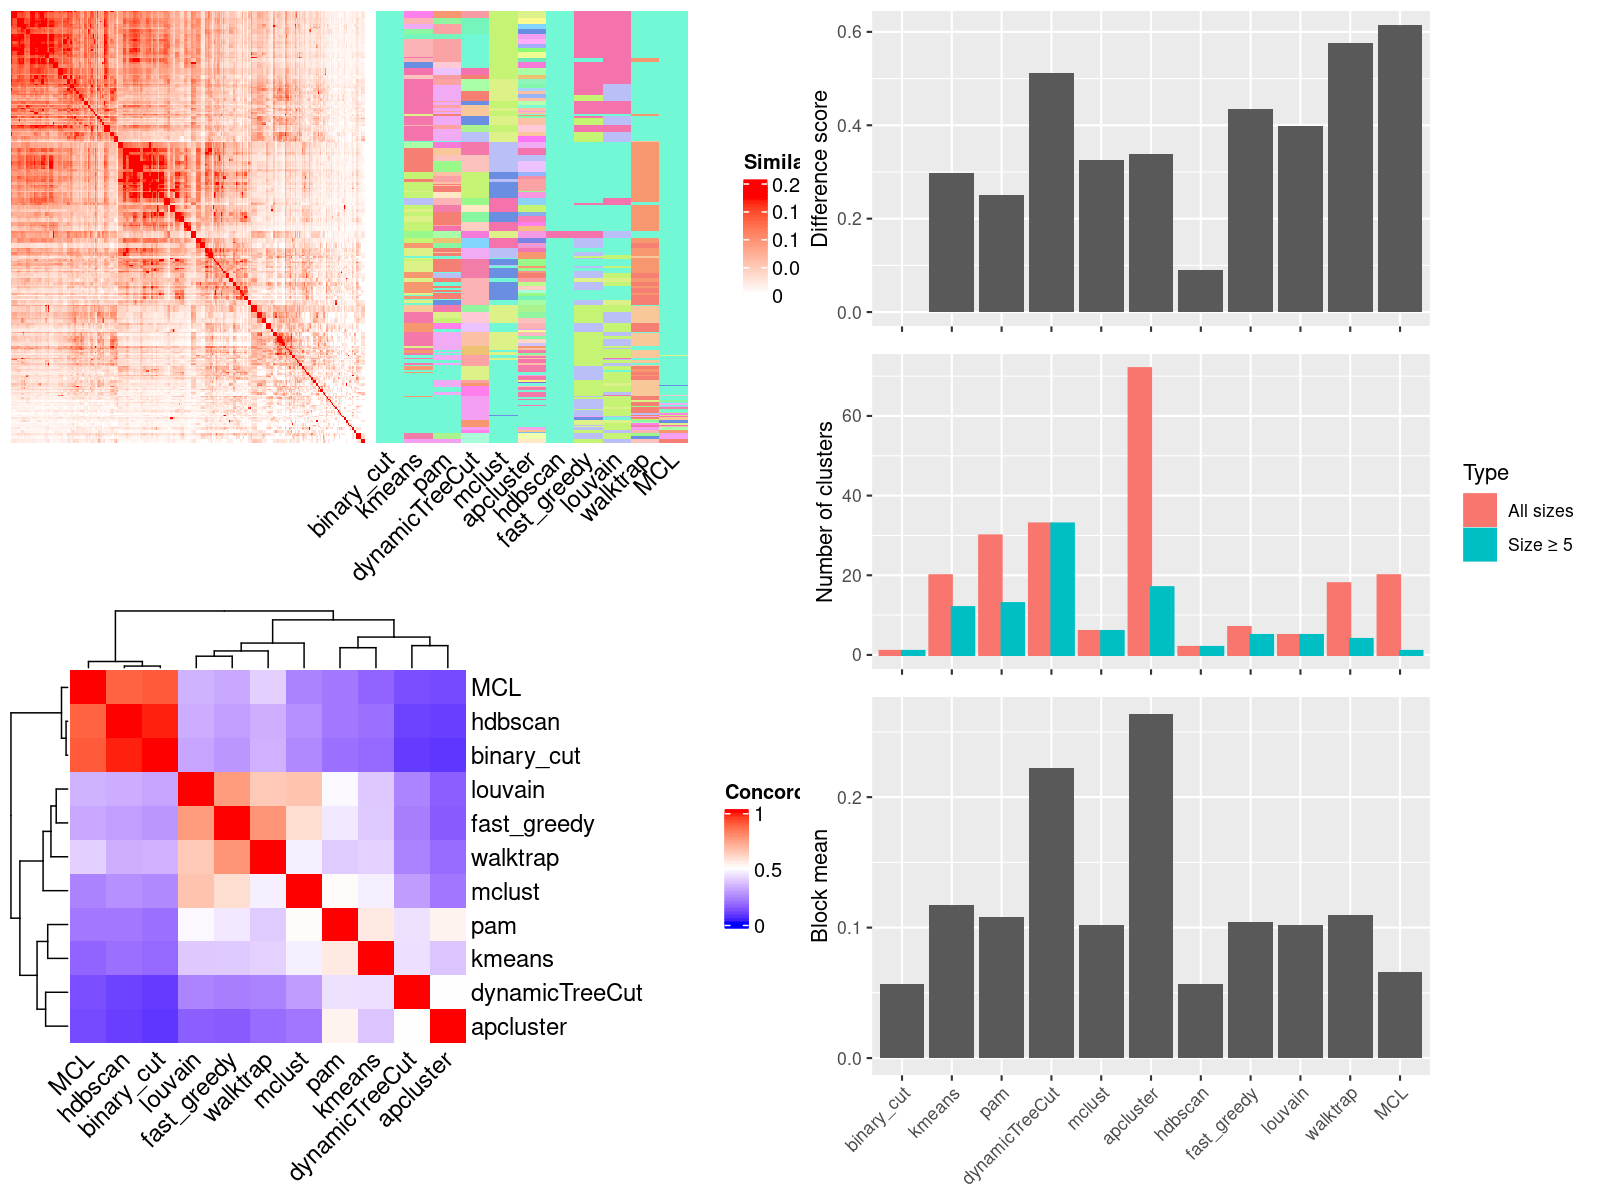 Simila
0.2
0.1
0.1
0.0
0
binary_cut
kmeans
pam
dynamicTreeCut
mclust
apcluster
hdbscan
fast_greedy
louvain
walktrap
MCL
MCL
hdbscan
binary_cut
louvain
fast_greedy
walktrap
mclust
pam
kmeans
dynamicTreeCut
apcluster
MCL
hdbscan
binary_cut
louvain
fast_greedy
walktrap
mclust
pam
kmeans
dynamicTreeCut
apcluster
Concord
1
0.5
0
Difference score
0.6
0.4
0.2
0.0
Number of clusters
60
40
20
0
Type
All sizes
Size ≥ 5
Block mean
0.2
0.1
0.0
binary_cut
kmeans
pam
dynamicTreeCut
mclust
apcluster
hdbscan
fast_greedy
louvain
walktrap
MCL